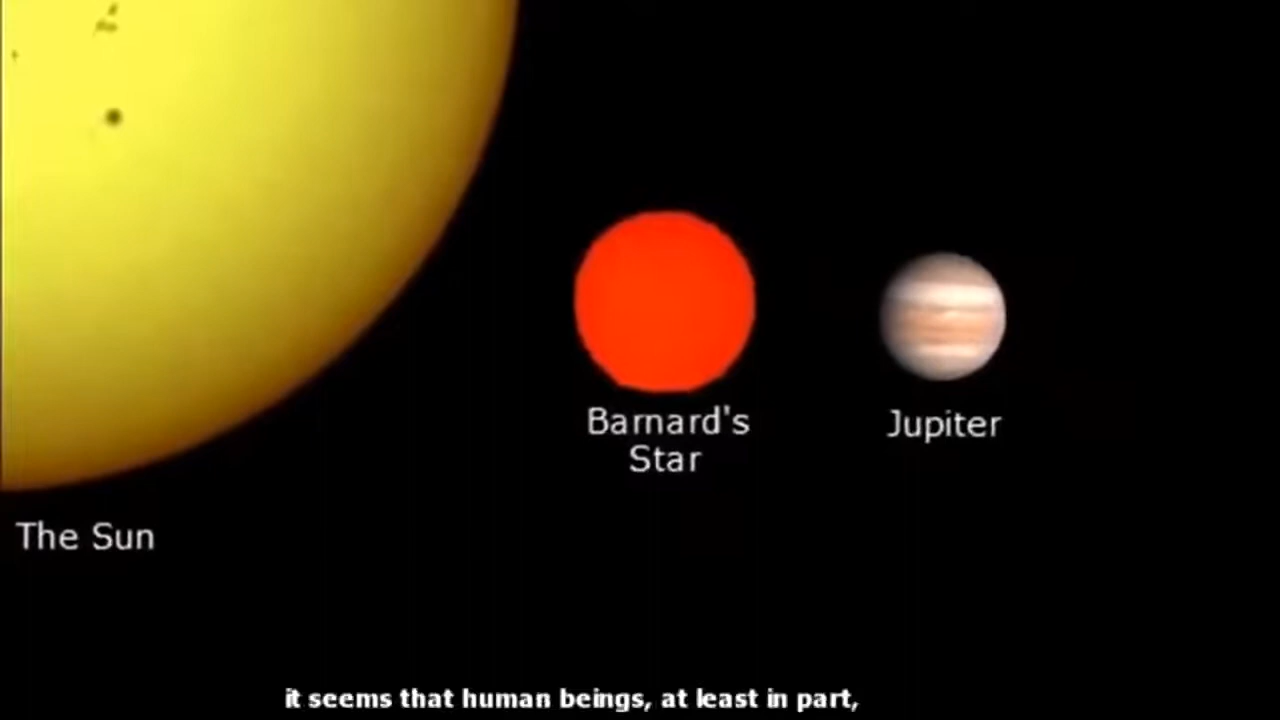 Barnard's
Star
Jupiter
The Sun
it seems that human beings, at least in part,